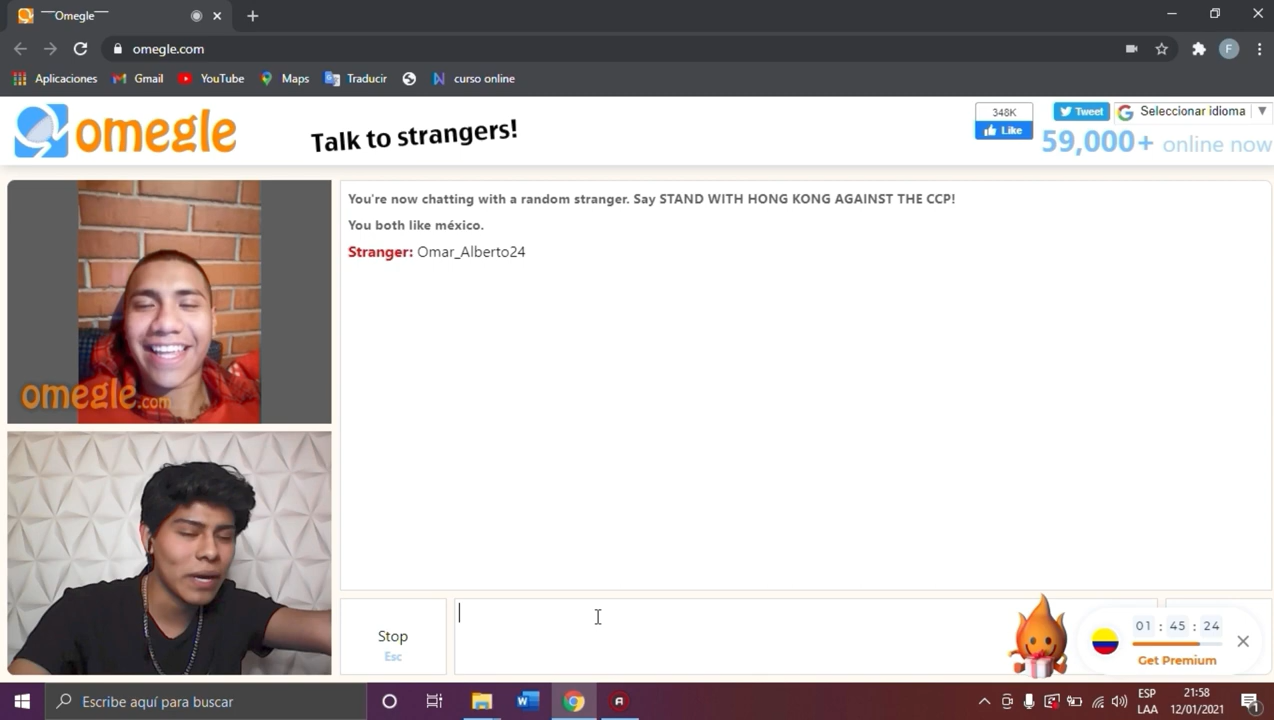 Omegle
omegle.com
Aplicaciones
Gmail
YouTube
Maps
Traducir
curso online
F
omegle
Talk to strangers!
348K
Like
Tweet
Seleccionar idioma
59,000+ online now
You're now chatting with a random stranger. Say STAND WITH HONG KONG AGAINST THE CCP!
You both like méxico.
Stranger: Omar_Alberto24
omegle.com
Stop
Esc
01 : 45 : 24
Get Premium
Escribe aquí para buscar
ESP
LAA
21:58
12/01/2021
1